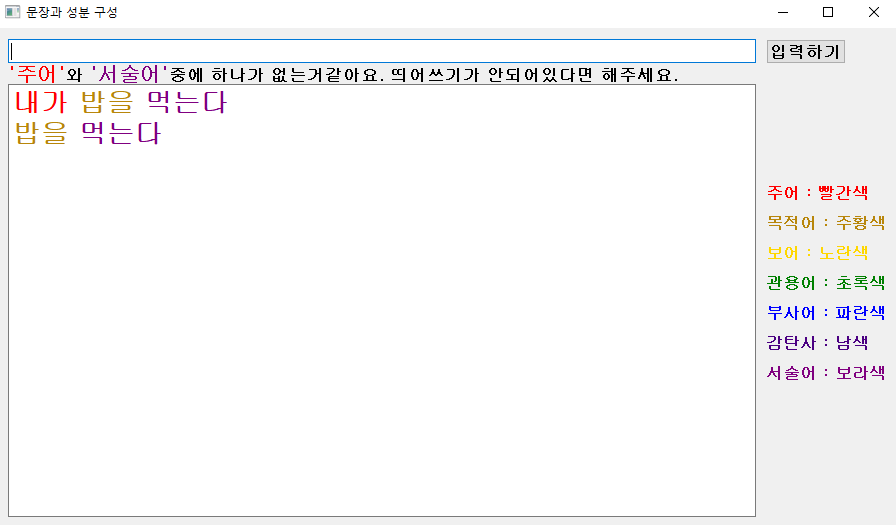 문장과 성분 구성
입력하기
'주어'와 '서술어'중에 하나가 없는거같아요. 띄어쓰기가 안되어있다면 해주세요.
내가 밥을 먹는다
밥을 먹는다
주어 : 빨간색
목적어 : 주황색
보어 : 노란색
관용어 : 초록색
부사어 : 파란색
감탄사 : 남색
서술어 : 보라색